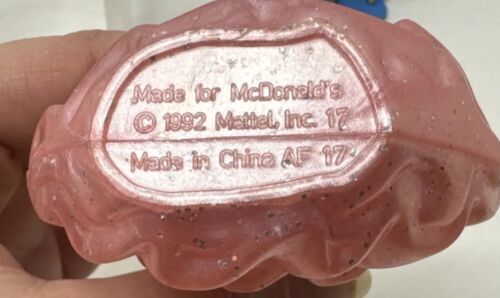 Made for McDonald's
© 1992 Mattel, Inc. 17
Made in China AF 17